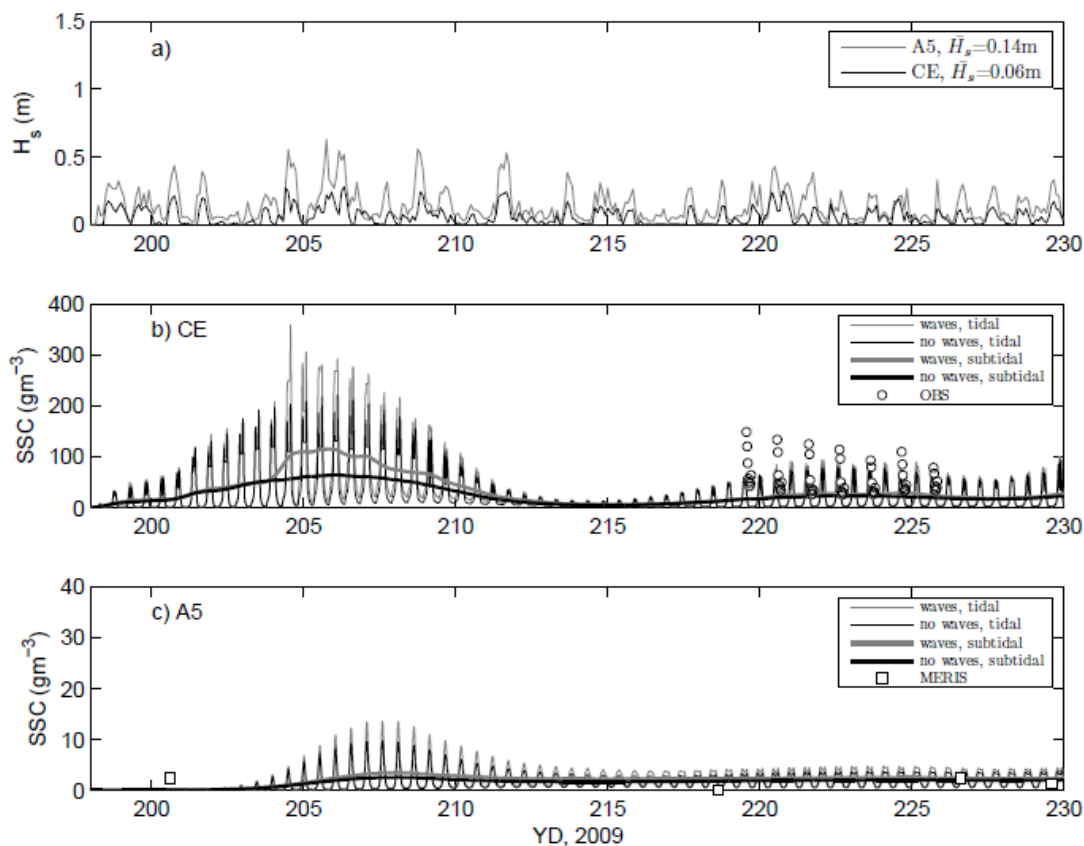 a)
A5, H̄ₛ=0.14m
CE, H̄ₛ=0.06m
1.5
1
0.5
0
Hₛ (m)
200 205 210 215 220 225 230
b) CE
waves, tidal
no waves, tidal
waves, subtidal
no waves, subtidal
OBS
400
300
200
100
0
SSC (gm⁻³)
200 205 210 215 220 225 230
c) A5
waves, tidal
no waves, tidal
waves, subtidal
no waves, subtidal
MERIS
40
30
20
10
0
SSC (gm⁻³)
200 205 210 215 220 225 230
YD, 2009